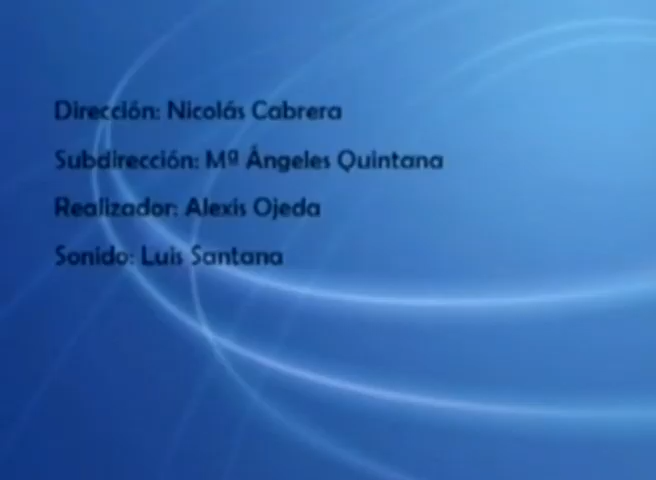 Dirección: Nicolás Cabrera
Subdirección: Mª Ángeles Quintana
Realizador: Alexis Ojeda
Sonido: Luis Santana